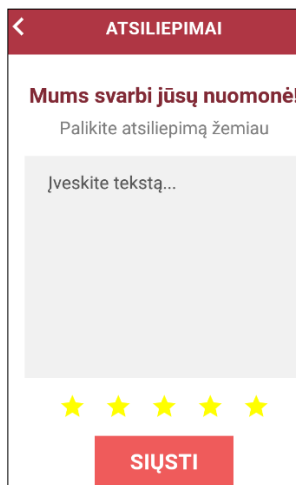 ATSILIEPIMAI
Mums svarbi jūsų nuomonė!
Palikite atsiliepimą žemiau
Įveskite tekstą...
SIŲSTI